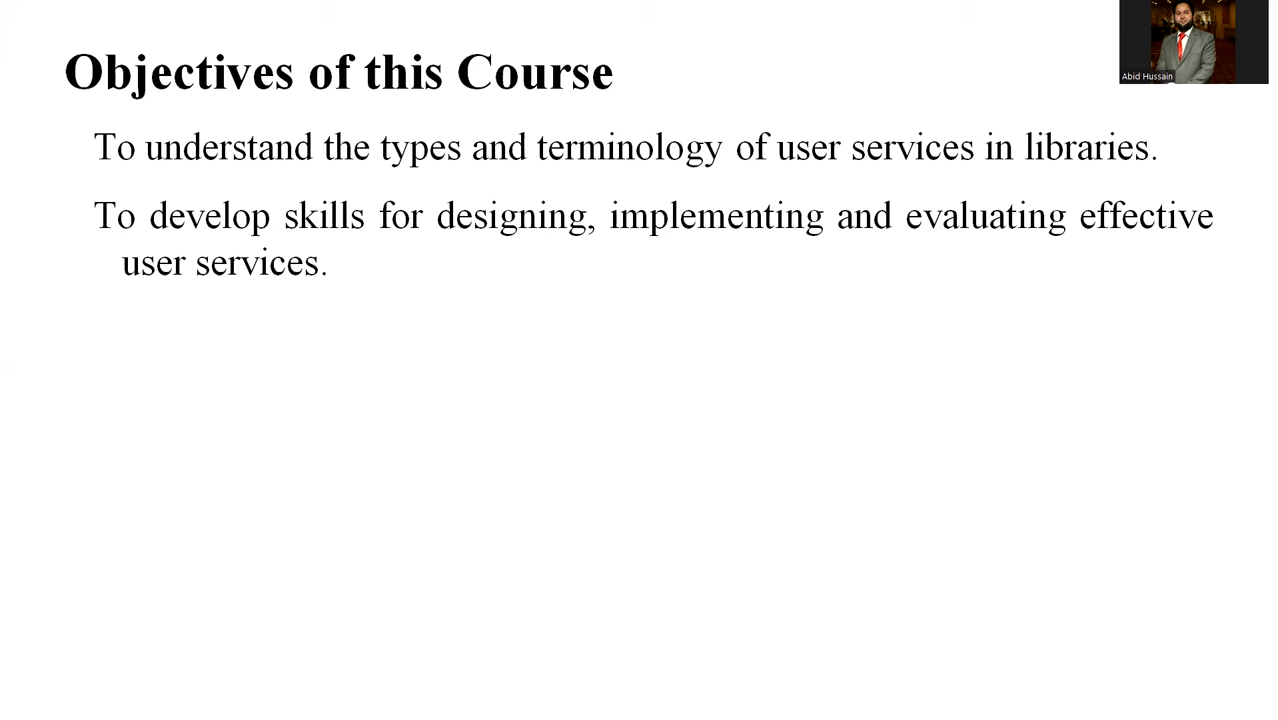 Objectives of this Course
Abid Hussain
To understand the types and terminology of user services in libraries.
To develop skills for designing, implementing and evaluating effective
user services.